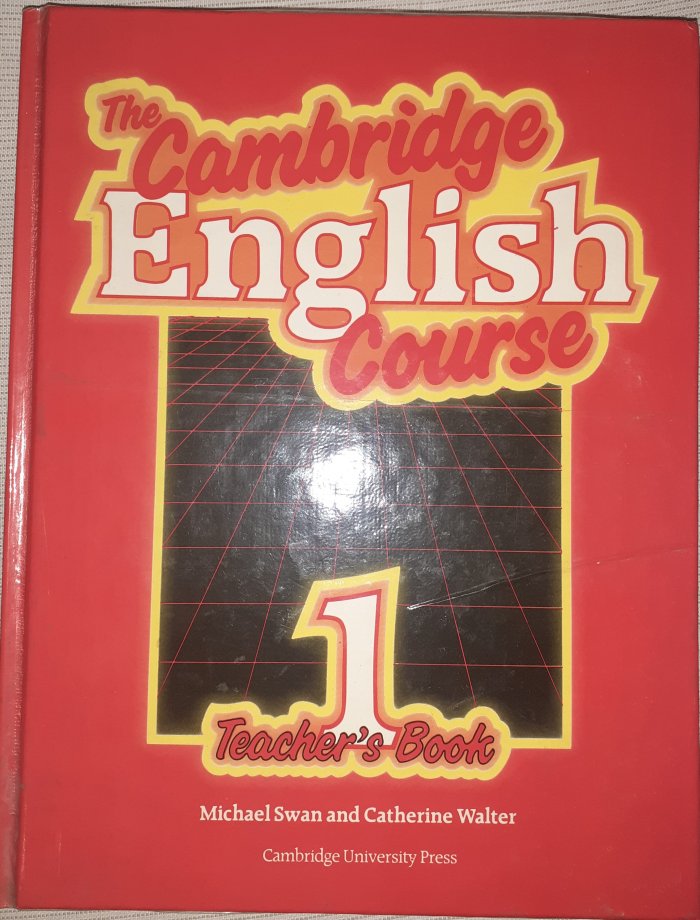 The
Cambridge
English
Course
1
Teacher's Book
Michael Swan and Catherine Walter
Cambridge University Press